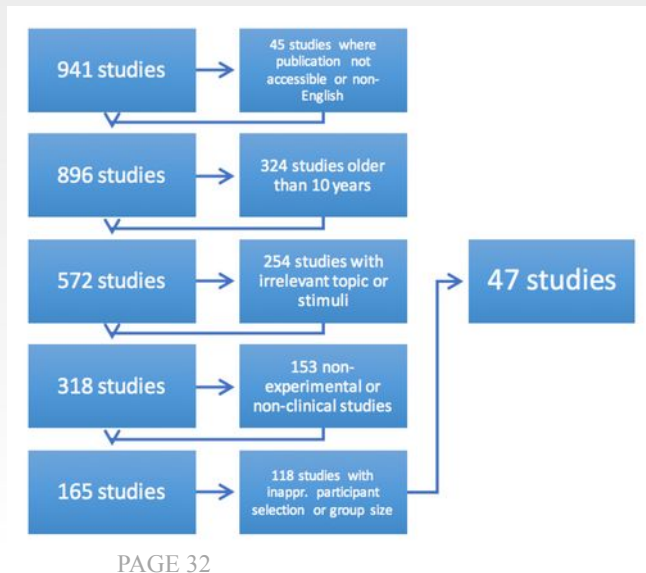 941 studies
45 studies where
publication not
accessible or non-
English
896 studies
324 studies older
than 10 years
572 studies
254 studies with
irrelevant topic or
stimuli
47 studies
318 studies
153 non-
experimental or
non-clinical studies
165 studies
118 studies with
inappr. participant
selection or group size
PAGE 32